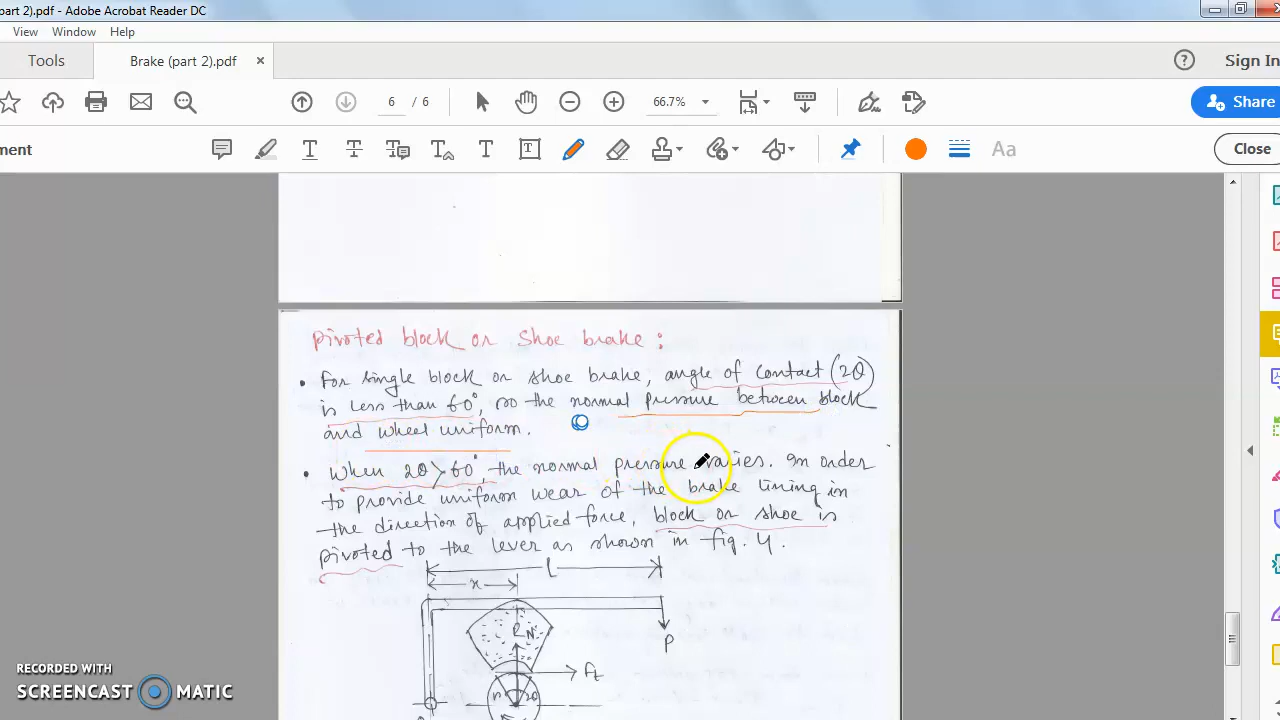 part 2).pdf - Adobe Acrobat Reader DC
View Window Help
Tools Brake (part 2).pdf × Sign In
6 / 6 66.7% Share
ment Aa Close
Pivoted block or shoe brake :
• For single block or shoe brake, angle of contact (2θ)
is less than 60°, so the normal pressure between block
and wheel uniform.
• When 2θ > 60°, the normal pressure varies. In order
to provide uniform wear of the brake lining in
the direction of applied force, block or shoe is
pivoted to the lever as shown in fig. 4.
l
x
RN
P
Ft
r 2θ
RECORDED WITH
SCREENCAST MATIC